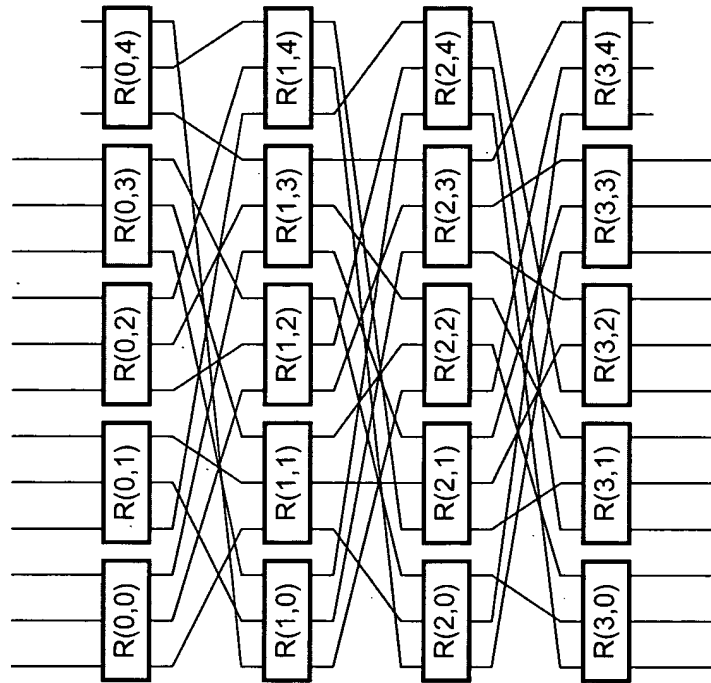 R(0,4) R(1,4) R(2,4) R(3,4)
R(0,3) R(1,3) R(2,3) R(3,3)
R(0,2) R(1,2) R(2,2) R(3,2)
R(0,1) R(1,1) R(2,1) R(3,1)
R(0,0) R(1,0) R(2,0) R(3,0)